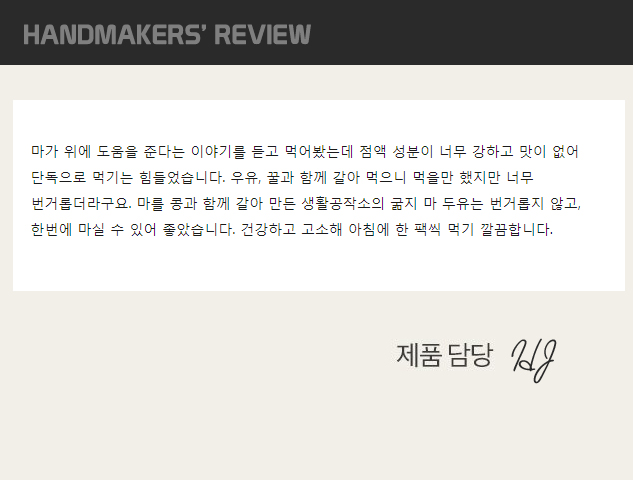 HANDMAKERS' REVIEW
마가 위에 도움을 준다는 이야기를 듣고 먹어봤는데 점액 성분이 너무 강하고 맛이 없어
단독으로 먹기는 힘들었습니다. 우유, 꿀과 함께 갈아 먹으니 먹을만 했지만 너무
번거롭더라구요. 마를 콩과 함께 갈아 만든 생활공작소의 굶지 마 두유는 번거롭지 않고,
한번에 마실 수 있어 좋았습니다. 건강하고 고소해 아침에 한 팩씩 먹기 깔끔합니다.
제품 담당 HJ